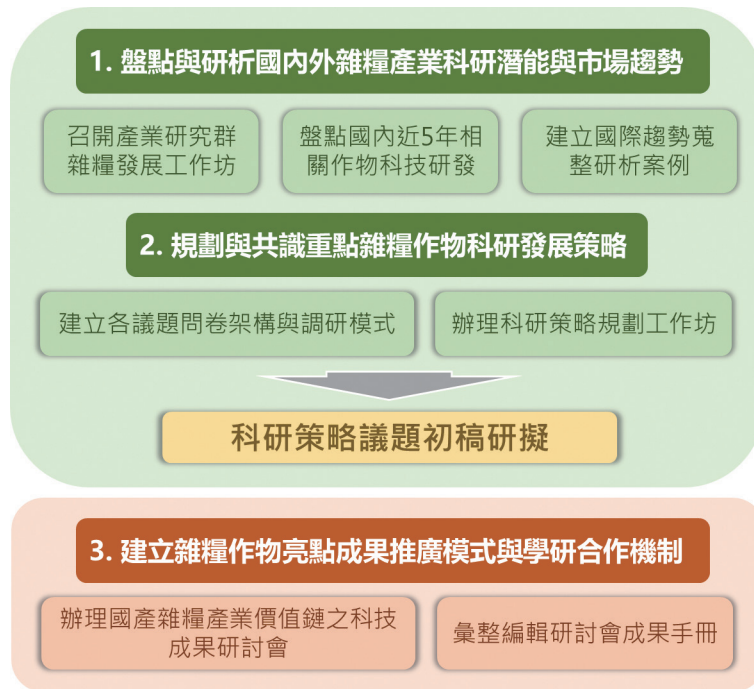 1. 盤點與研析國內外雜糧產業科研潛能與市場趨勢
召開產業研究群
雜糧發展工作坊
盤點國內近5年相
關作物科技研發
建立國際趨勢蒐
整研析案例
2. 規劃與共識重點雜糧作物科研發展策略
建立各議題問卷架構與調研模式
辦理科研策略規劃工作坊
科研策略議題初稿研擬
3. 建立雜糧作物亮點成果推廣模式與學研合作機制
辦理國產雜糧產業價值鏈之科技
成果研討會
彙整編輯研討會成果手冊